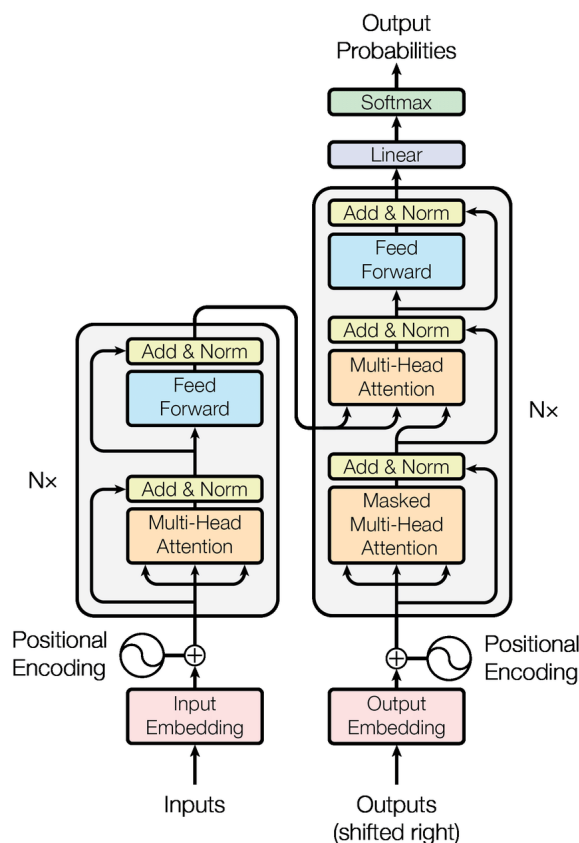 Output
Probabilities
Softmax
Linear
Add & Norm
Feed
Forward
Add & Norm
Multi-Head
Attention
Add & Norm
Masked
Multi-Head
Attention
Nx
Add & Norm
Feed
Forward
Add & Norm
Multi-Head
Attention
Nx
Positional
Encoding
Positional
Encoding
Input
Embedding
Output
Embedding
Inputs
Outputs
(shifted right)